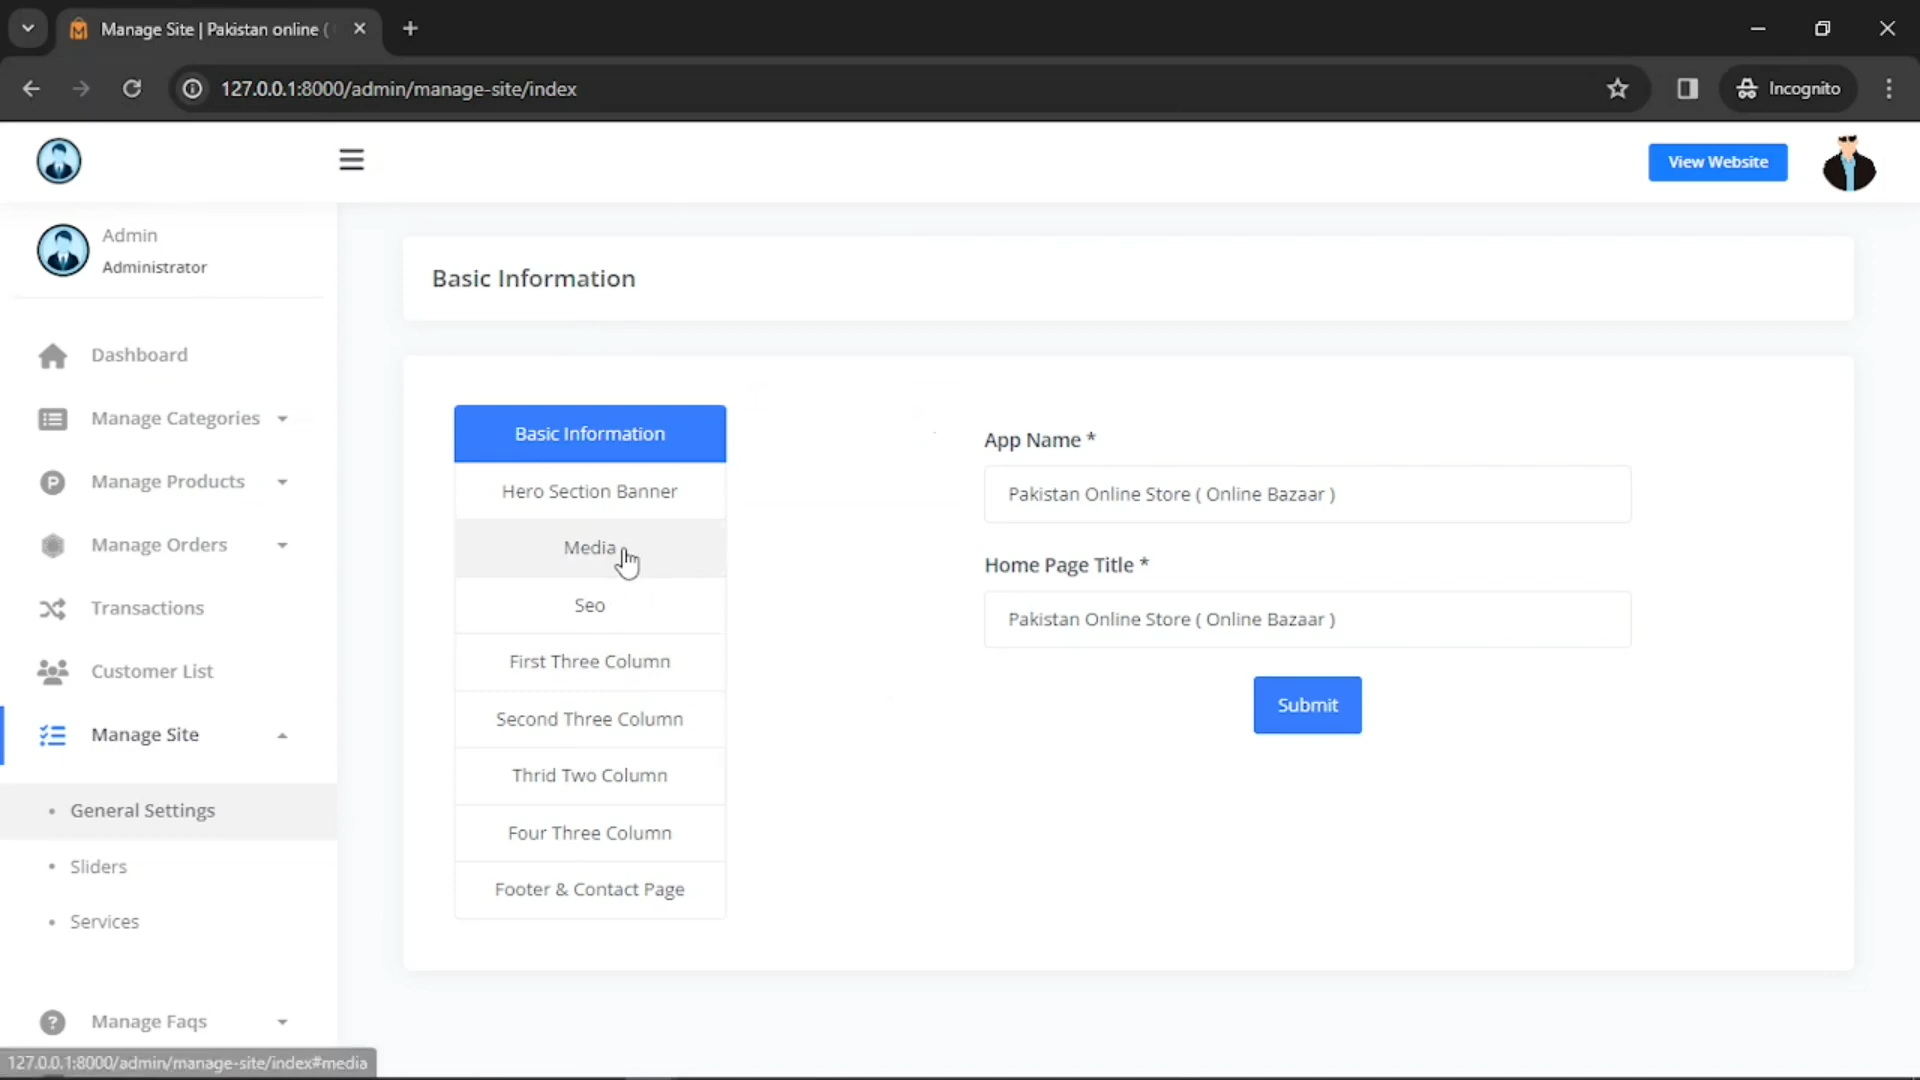 Manage Site | Pakistan online (
127.0.0.1:8000/admin/manage-site/index
Incognito
View Website
Admin
Administrator
Dashboard
Manage Categories
Manage Products
Manage Orders
Transactions
Customer List
Manage Site
General Settings
Sliders
Services
Manage Faqs
127.0.0.1:8000/admin/manage-site/index#media
Basic Information
Basic Information
Hero Section Banner
Media
Seo
First Three Column
Second Three Column
Thrid Two Column
Four Three Column
Footer & Contact Page
App Name *
Pakistan Online Store ( Online Bazaar )
Home Page Title *
Pakistan Online Store ( Online Bazaar )
Submit